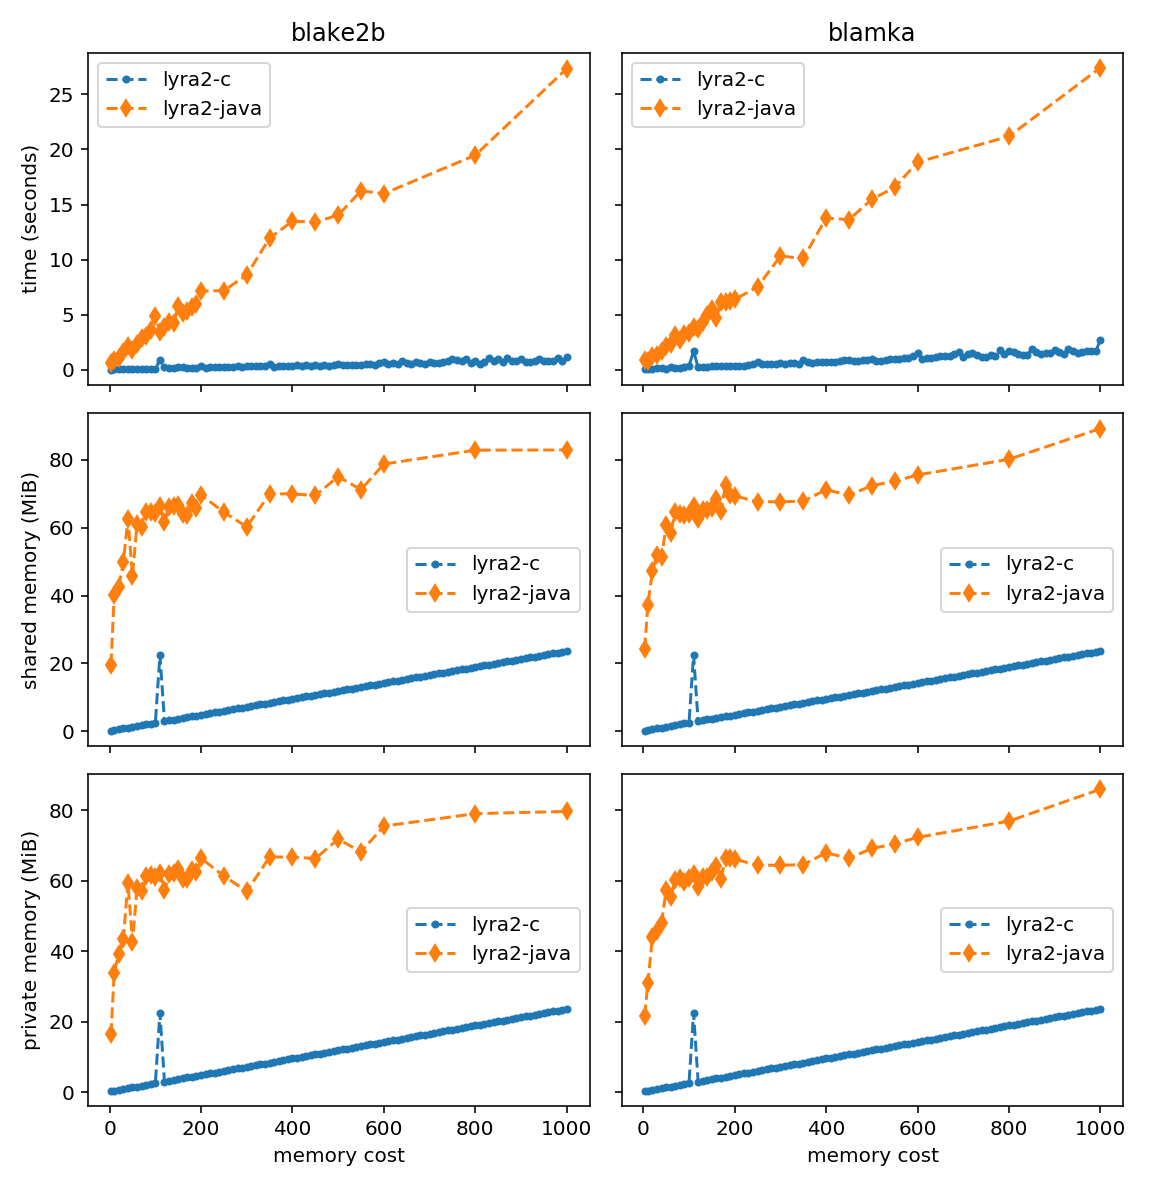 blake2b
blamka
lyra2-c
lyra2-java
lyra2-c
lyra2-java
time (seconds)
25
20
15
10
5
0
lyra2-c
lyra2-java
lyra2-c
lyra2-java
shared memory (MiB)
80
60
40
20
0
lyra2-c
lyra2-java
lyra2-c
lyra2-java
private memory (MiB)
80
60
40
20
0
0 200 400 600 800 1000
0 200 400 600 800 1000
memory cost
memory cost